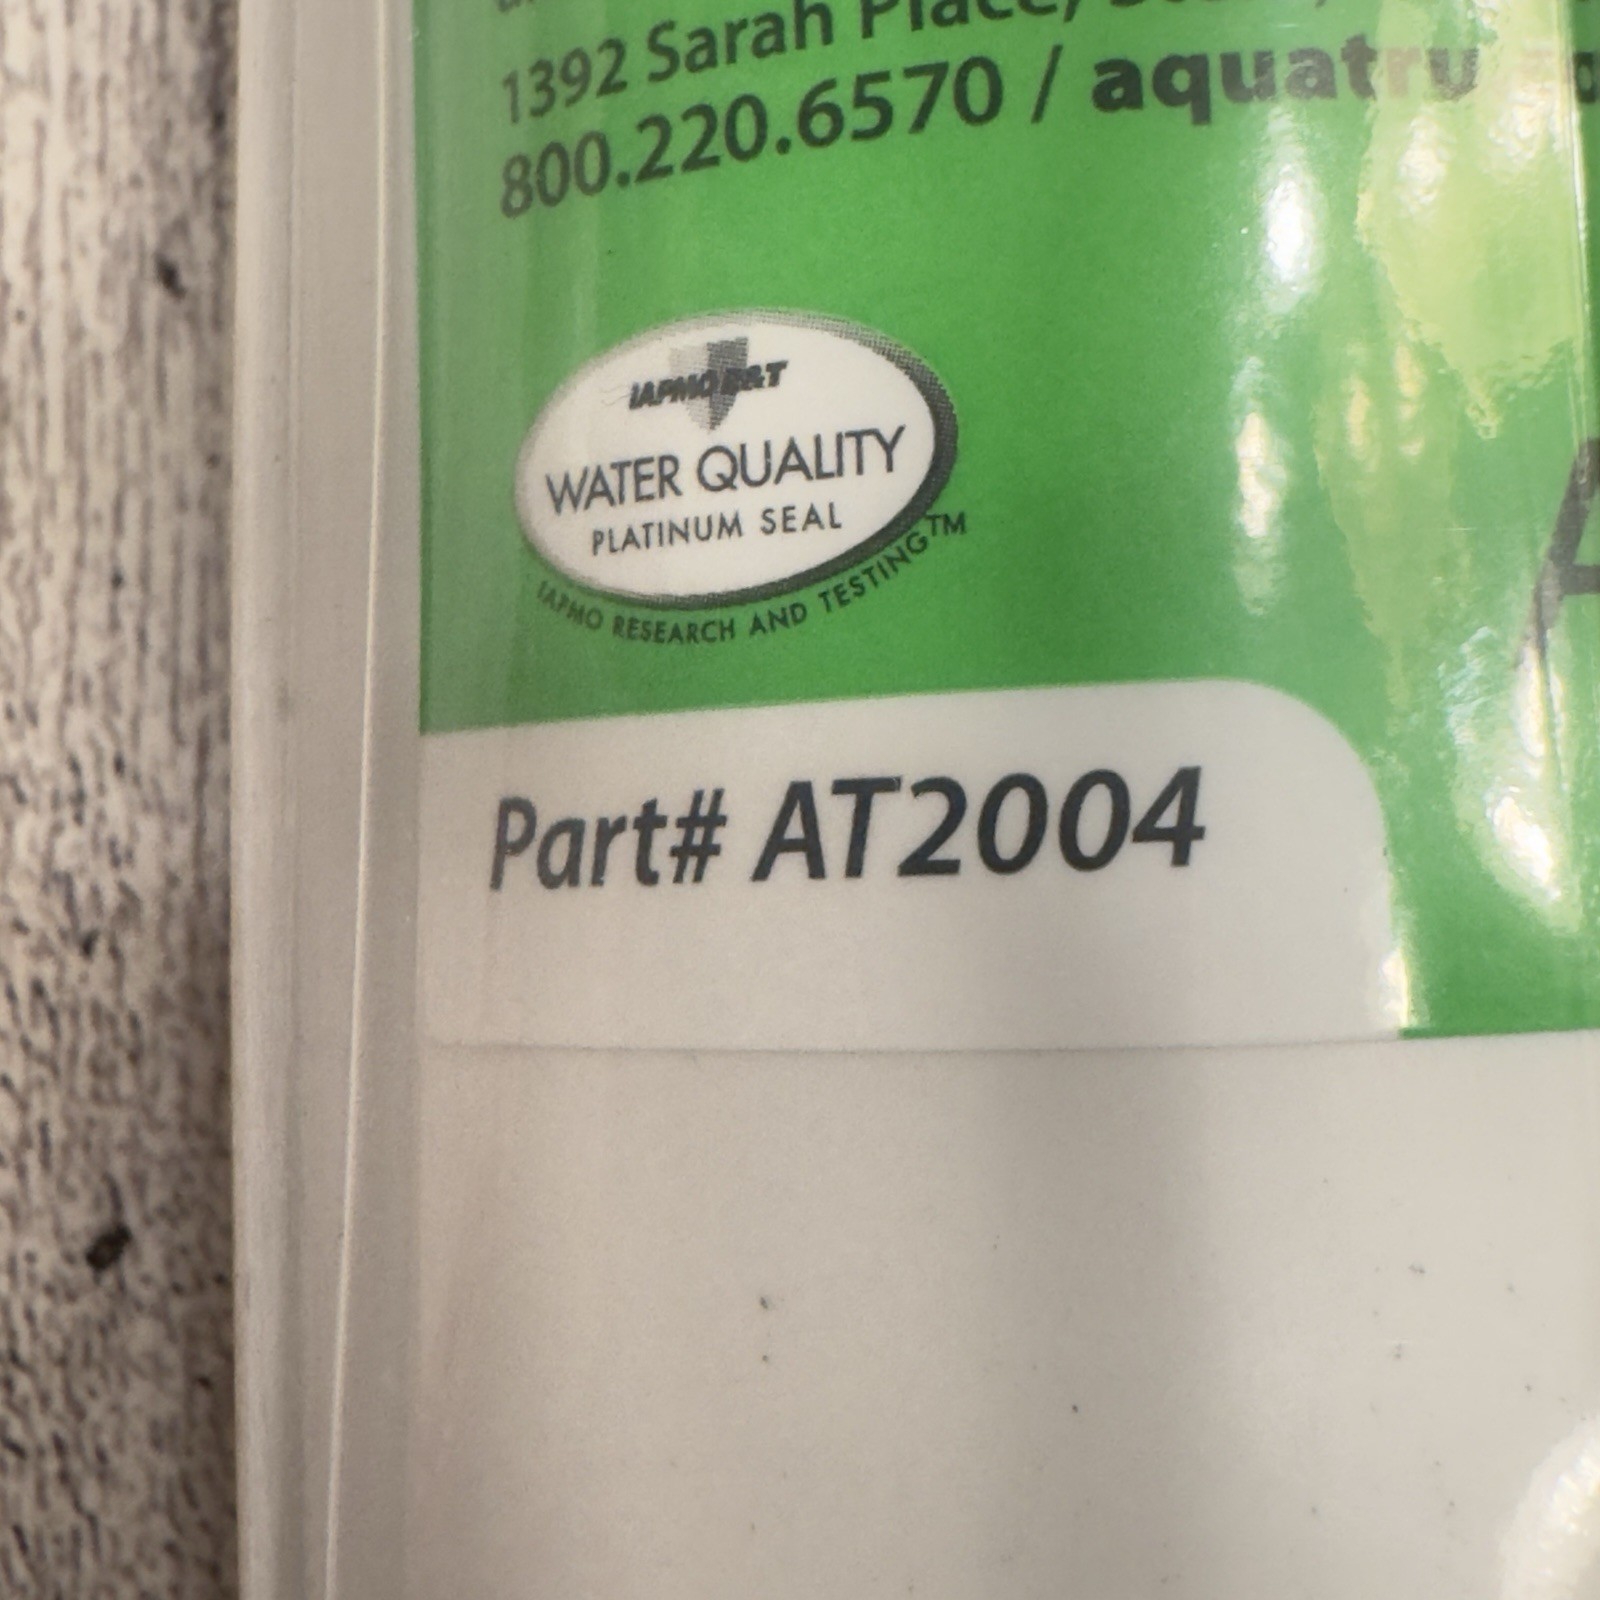 1392 Sarah Place,
800.220.6570 / aquatru
IAPMO R&T
WATER QUALITY
PLATINUM SEAL
IAPMO RESEARCH AND TESTING™
Part# AT2004